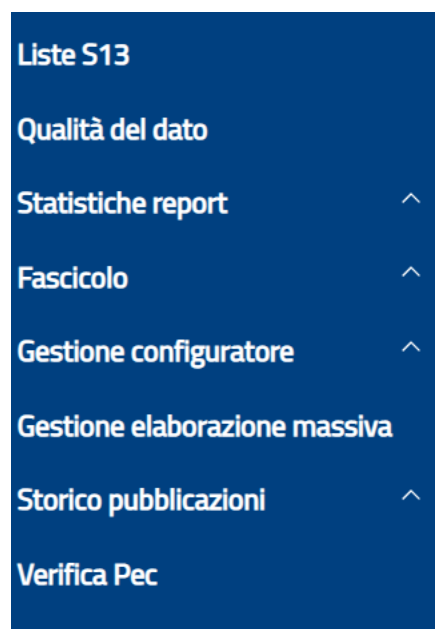 Liste S13
Qualità del dato
Statistiche report
Fascicolo
Gestione configuratore
Gestione elaborazione massiva
Storico pubblicazioni
Verifica Pec